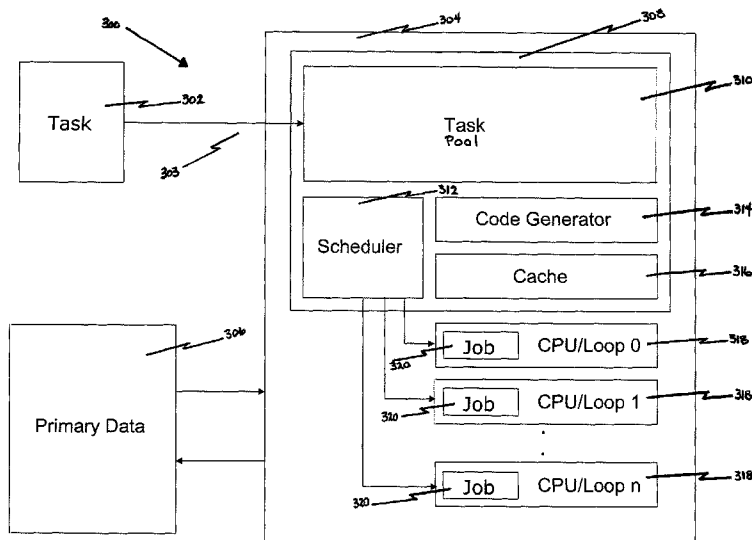 300
304
308
302
Task
303
310
Task
Pool
312
Scheduler
314
Code Generator
316
Cache
306
Primary Data
320
Job CPU/Loop 0
318
320
Job CPU/Loop 1
318
.
.
320
Job CPU/Loop n
318